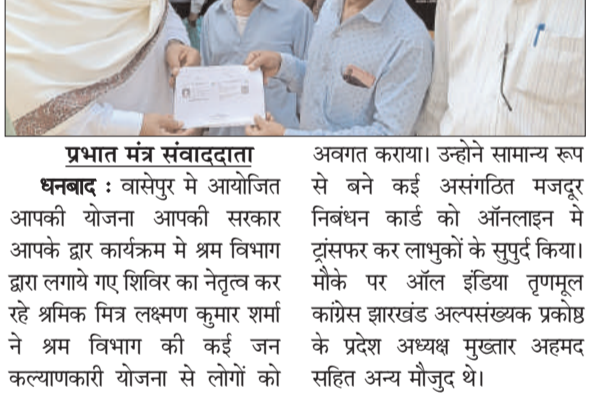 प्रभात मंत्र संवाददाता
धनबाद : वासेपुर मे आयोजित
आपकी योजना आपकी सरकार
आपके द्वार कार्यक्रम मे श्रम विभाग
द्वारा लगाये गए शिविर का नेतृत्व कर
रहे श्रमिक मित्र लक्ष्मण कुमार शर्मा
ने श्रम विभाग की कई जन
कल्याणकारी योजना से लोगों को
अवगत कराया। उन्होने सामान्य रूप
से बने कई असंगठित मजदूर
निबंधन कार्ड को ऑनलाइन मे
ट्रांसफर कर लाभुकों के सुपुर्द किया।
मौके पर ऑल इंडिया तृणमूल
कांग्रेस झारखंड अल्पसंख्यक प्रकोष्ठ
के प्रदेश अध्यक्ष मुख्तार अहमद
सहित अन्य मौजुद थे।